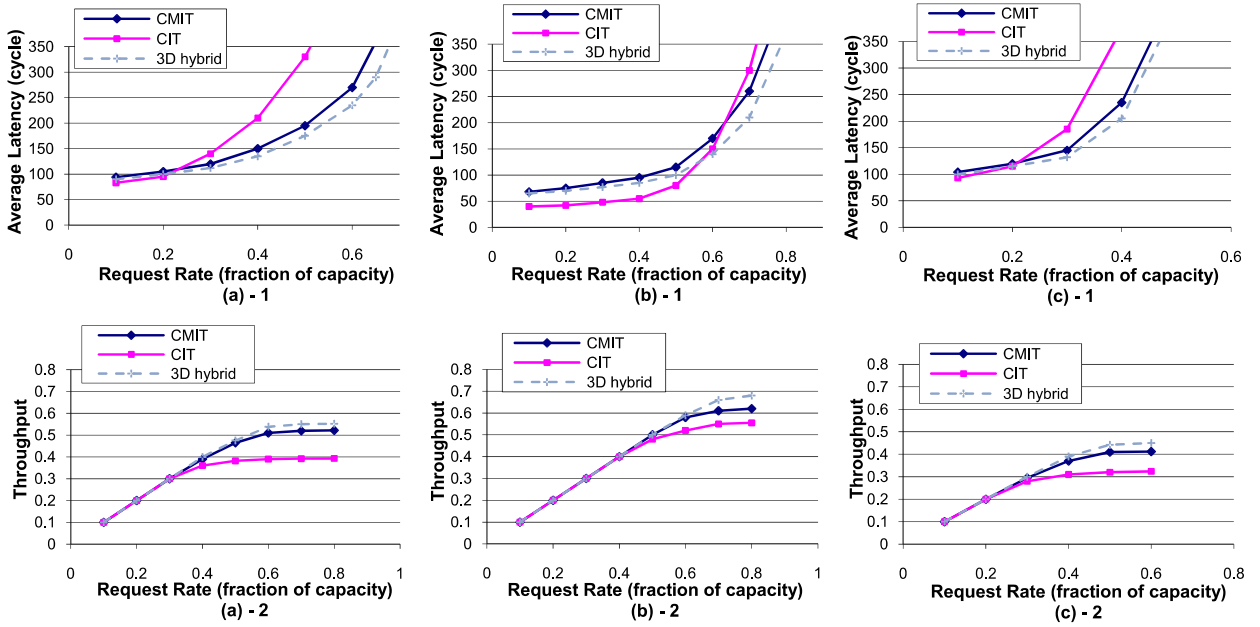 CMIT
CIT
3D hybrid
350
300
250
200
150
100
50
0
Average Latency (cycle)
0 0.2 0.4 0.6
Request Rate (fraction of capacity)
(a) - 1
CMIT
CIT
3D hybrid
350
300
250
200
150
100
50
0
Average Latency (cycle)
0 0.2 0.4 0.6 0.8
Request Rate (fraction of capacity)
(b) - 1
CMIT
CIT
3D hybrid
350
300
250
200
150
100
50
0
Average Latency (cycle)
0 0.2 0.4 0.6
Request Rate (fraction of capacity)
(c) - 1
CMIT
CIT
3D hybrid
0.8
0.7
0.6
0.5
0.4
0.3
0.2
0.1
0
Throughput
0 0.2 0.4 0.6 0.8 1
Request Rate (fraction of capacity)
(a) - 2
CMIT
CIT
3D hybrid
0.8
0.7
0.6
0.5
0.4
0.3
0.2
0.1
0
Throughput
0 0.2 0.4 0.6 0.8 1
Request Rate (fraction of capacity)
(b) - 2
CMIT
CIT
3D hybrid
0.8
0.7
0.6
0.5
0.4
0.3
0.2
0.1
0
Throughput
0 0.2 0.4 0.6 0.8
Request Rate (fraction of capacity)
(c) - 2